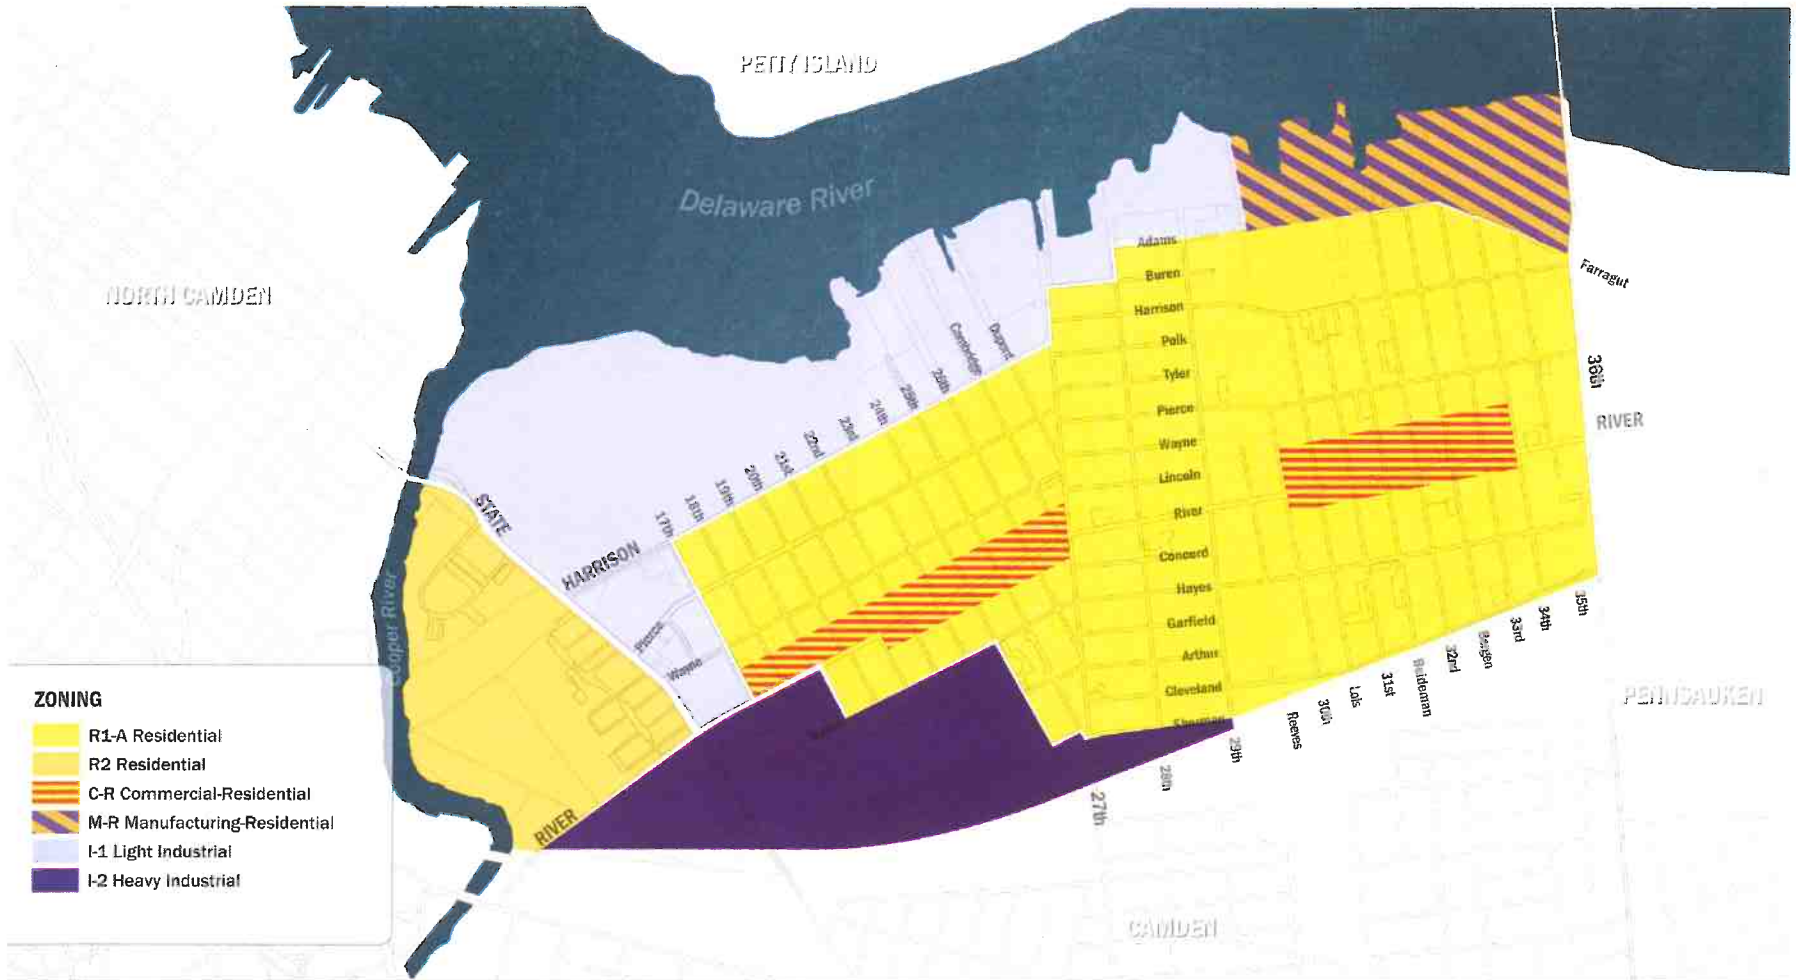 PETTY ISLAND
Delaware River
NORTH CAMDEN
Adams
Buren
Harrison
Polk
Tyler
Pierce
Wayne
Lincoln
River
Concord
Hayes
Garfield
Arthur
Cleveland
Sherman
Farragut
36th
RIVER
Dupont
Cambridge
26th
25th
24th
23rd
22nd
21st
20th
19th
18th
17th
STATE
HARRISON
Pierce
Wayne
Cooper River
RIVER
35th
34th
33rd
Bergen
32nd
Beideman
31st
Lois
30th
Reeves
29th
28th
27th
PENNSAUKEN
CAMDEN
ZONING
R1-A Residential
R2 Residential
C-R Commercial-Residential
M-R Manufacturing-Residential
I-1 Light Industrial
I-2 Heavy Industrial